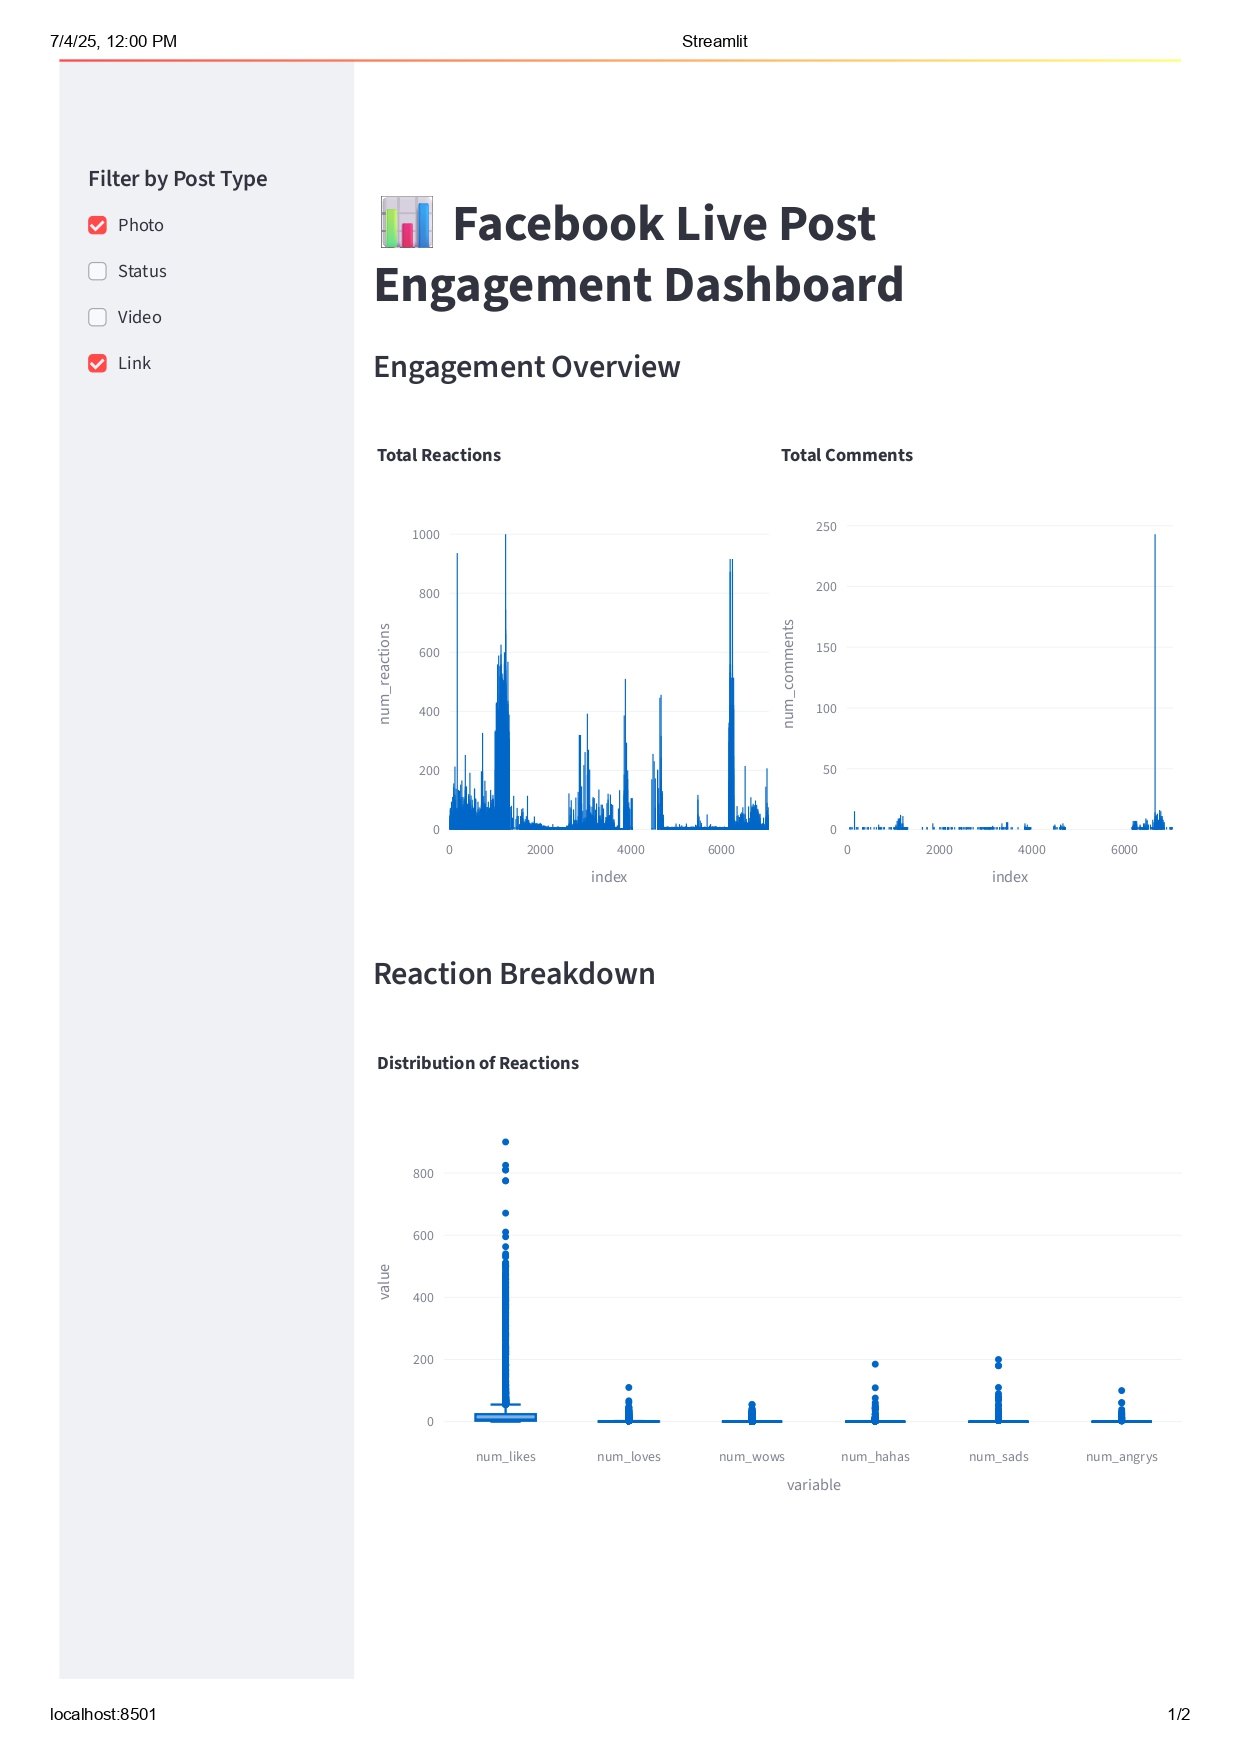 7/4/25, 12:00 PM
Streamlit
Filter by Post Type
Photo
Status
Video
Link
Facebook Live Post
Engagement Dashboard
Engagement Overview
Total Reactions
Total Comments
1000
800
600
400
200
0
num_reactions
0 2000 4000 6000
index
250
200
150
100
50
0
num_comments
0 2000 4000 6000
index
Reaction Breakdown
Distribution of Reactions
800
600
400
200
0
value
num_likes num_loves num_wows num_hahas num_sads num_angrys
variable
localhost:8501
1/2